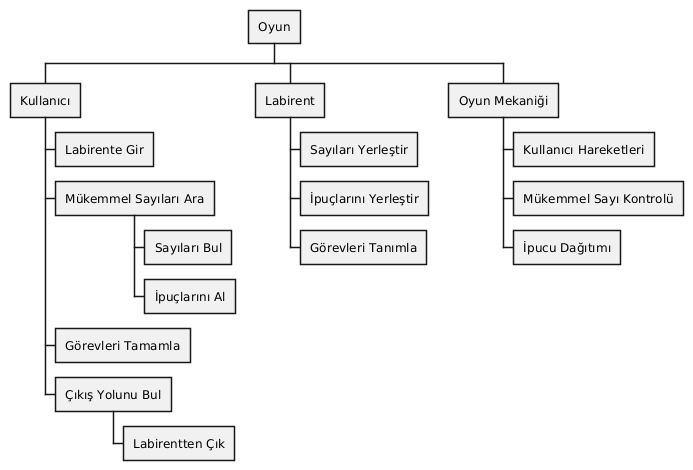 Oyun
Kullanıcı
Labirente Gir
Mükemmel Sayıları Ara
Sayıları Bul
İpuçlarını Al
Görevleri Tamamla
Çıkış Yolunu Bul
Labirentten Çık
Labirent
Sayıları Yerleştir
İpuçlarını Yerleştir
Görevleri Tanımla
Oyun Mekaniği
Kullanıcı Hareketleri
Mükemmel Sayı Kontrolü
İpucu Dağıtımı